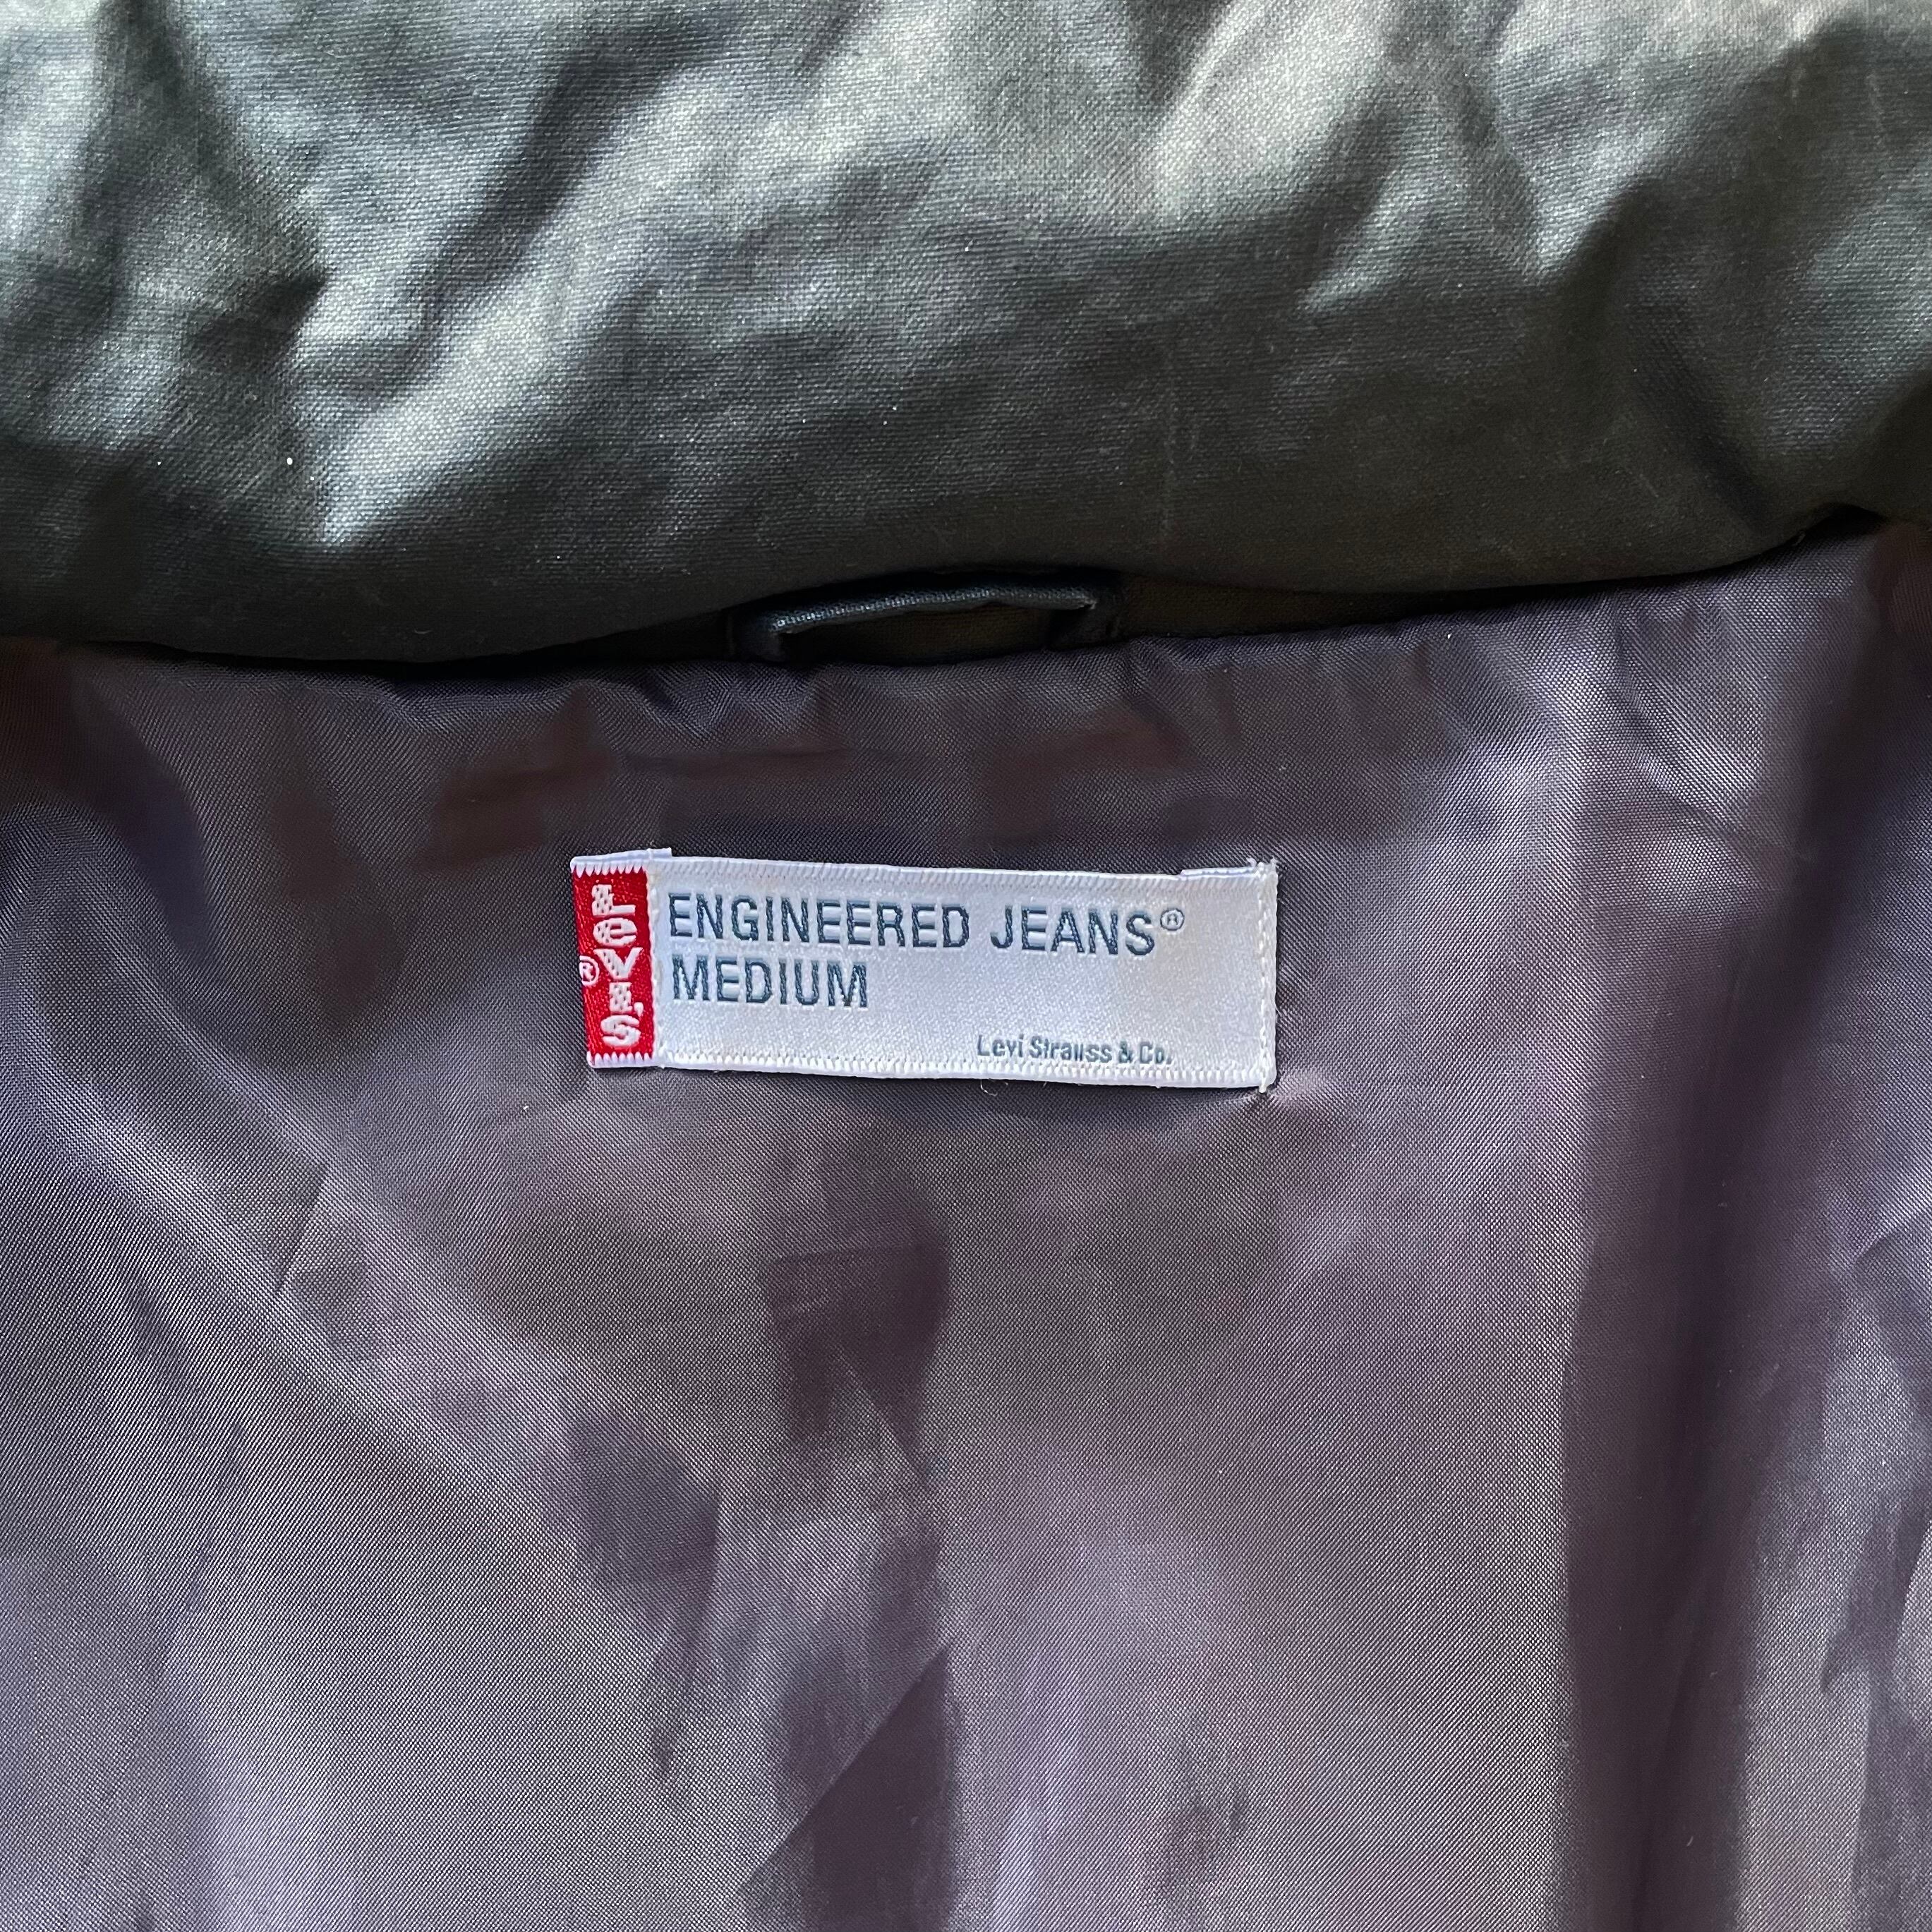 LEVI'S®
ENGINEERED JEANS®
MEDIUM
Levi Strauss & Co.